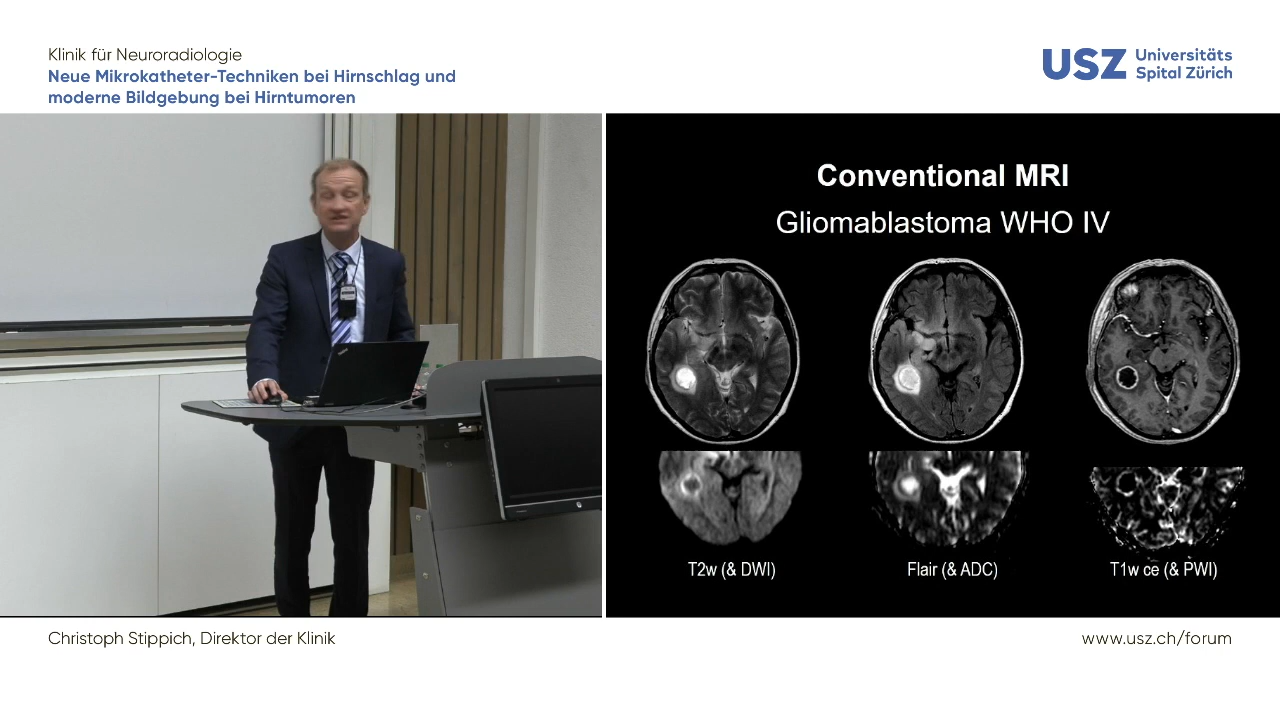 Klinik für Neuroradiologie
Neue Mikrokatheter-Techniken bei Hirnschlag und
moderne Bildgebung bei Hirntumoren
USZ Universitäts
Spital Zürich
Conventional MRI
Gliomablastoma WHO IV
T2w (& DWI)
Flair (& ADC)
T1w ce (& PWI)
Christoph Stippich, Direktor der Klinik
www.usz.ch/forum